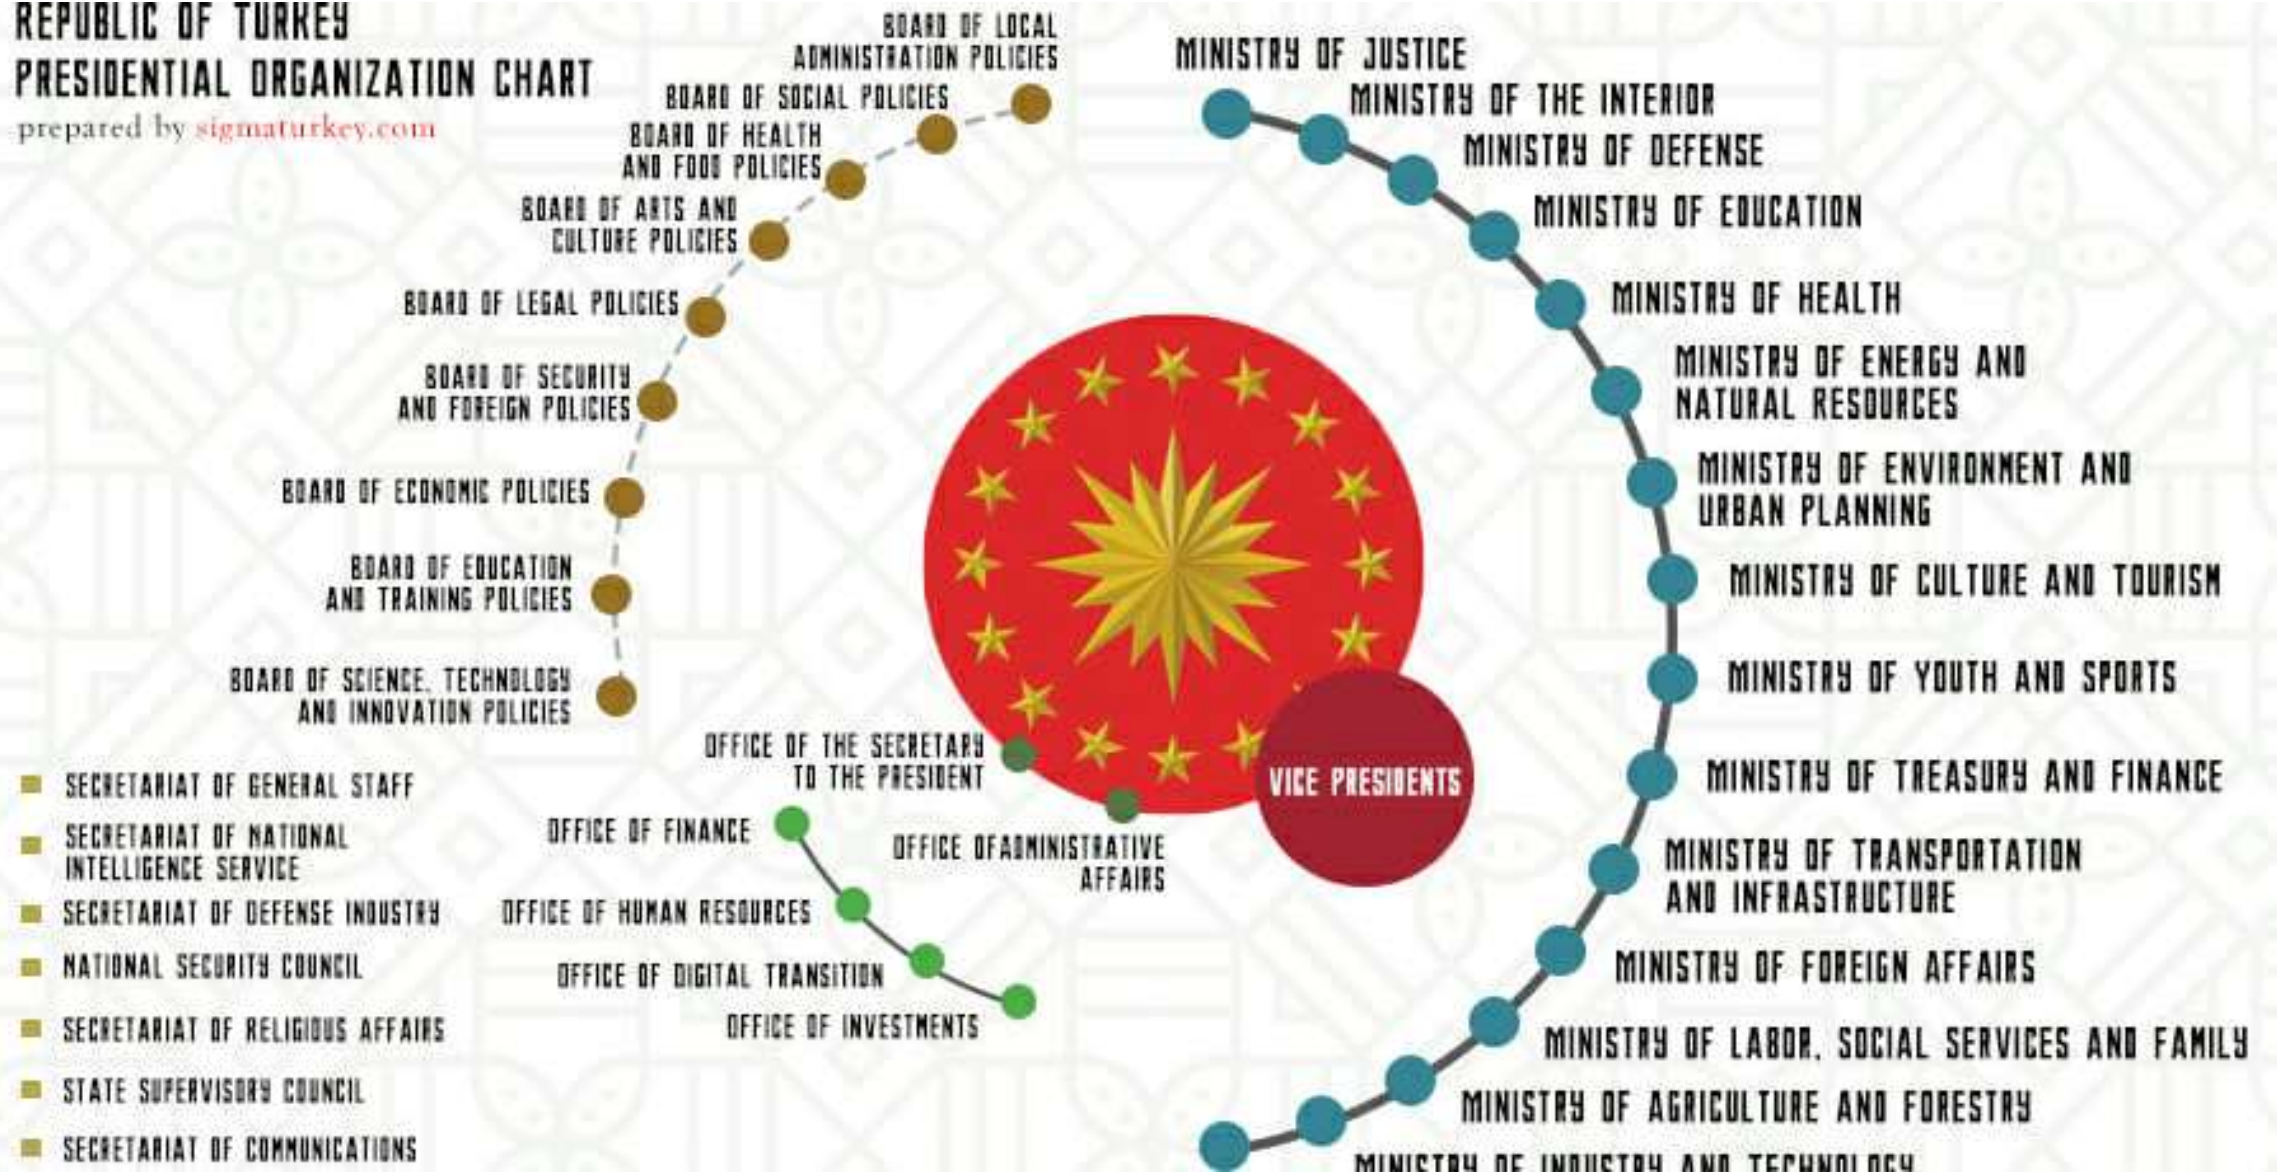 REPUBLIC OF TURKEY
PRESIDENTIAL ORGANIZATION CHART
prepared by sigmaturkey.com
BOARD OF LOCAL
ADMINISTRATION POLICIES
BOARD OF SOCIAL POLICIES
BOARD OF HEALTH
AND FOOD POLICIES
BOARD OF ARTS AND
CULTURE POLICIES
BOARD OF LEGAL POLICIES
BOARD OF SECURITY
AND FOREIGN POLICIES
BOARD OF ECONOMIC POLICIES
BOARD OF EDUCATION
AND TRAINING POLICIES
BOARD OF SCIENCE, TECHNOLOGY
AND INNOVATION POLICIES
SECRETARIAT OF GENERAL STAFF
SECRETARIAT OF NATIONAL
INTELLIGENCE SERVICE
SECRETARIAT OF DEFENSE INDUSTRY
NATIONAL SECURITY COUNCIL
SECRETARIAT OF RELIGIOUS AFFAIRS
STATE SUPERVISORY COUNCIL
SECRETARIAT OF COMMUNICATIONS
OFFICE OF THE SECRETARY
TO THE PRESIDENT
OFFICE OFADMINISTRATIVE
AFFAIRS
OFFICE OF FINANCE
OFFICE OF HUMAN RESOURCES
OFFICE OF DIGITAL TRANSITION
OFFICE OF INVESTMENTS
VICE PRESIDENTS
MINISTRY OF JUSTICE
MINISTRY OF THE INTERIOR
MINISTRY OF DEFENSE
MINISTRY OF EDUCATION
MINISTRY OF HEALTH
MINISTRY OF ENERGY AND
NATURAL RESOURCES
MINISTRY OF ENVIRONMENT AND
URBAN PLANNING
MINISTRY OF CULTURE AND TOURISM
MINISTRY OF YOUTH AND SPORTS
MINISTRY OF TREASURY AND FINANCE
MINISTRY OF TRANSPORTATION
AND INFRASTRUCTURE
MINISTRY OF FOREIGN AFFAIRS
MINISTRY OF LABOR, SOCIAL SERVICES AND FAMILY
MINISTRY OF AGRICULTURE AND FORESTRY
MINISTRY OF INDUSTRY AND TECHNOLOGY